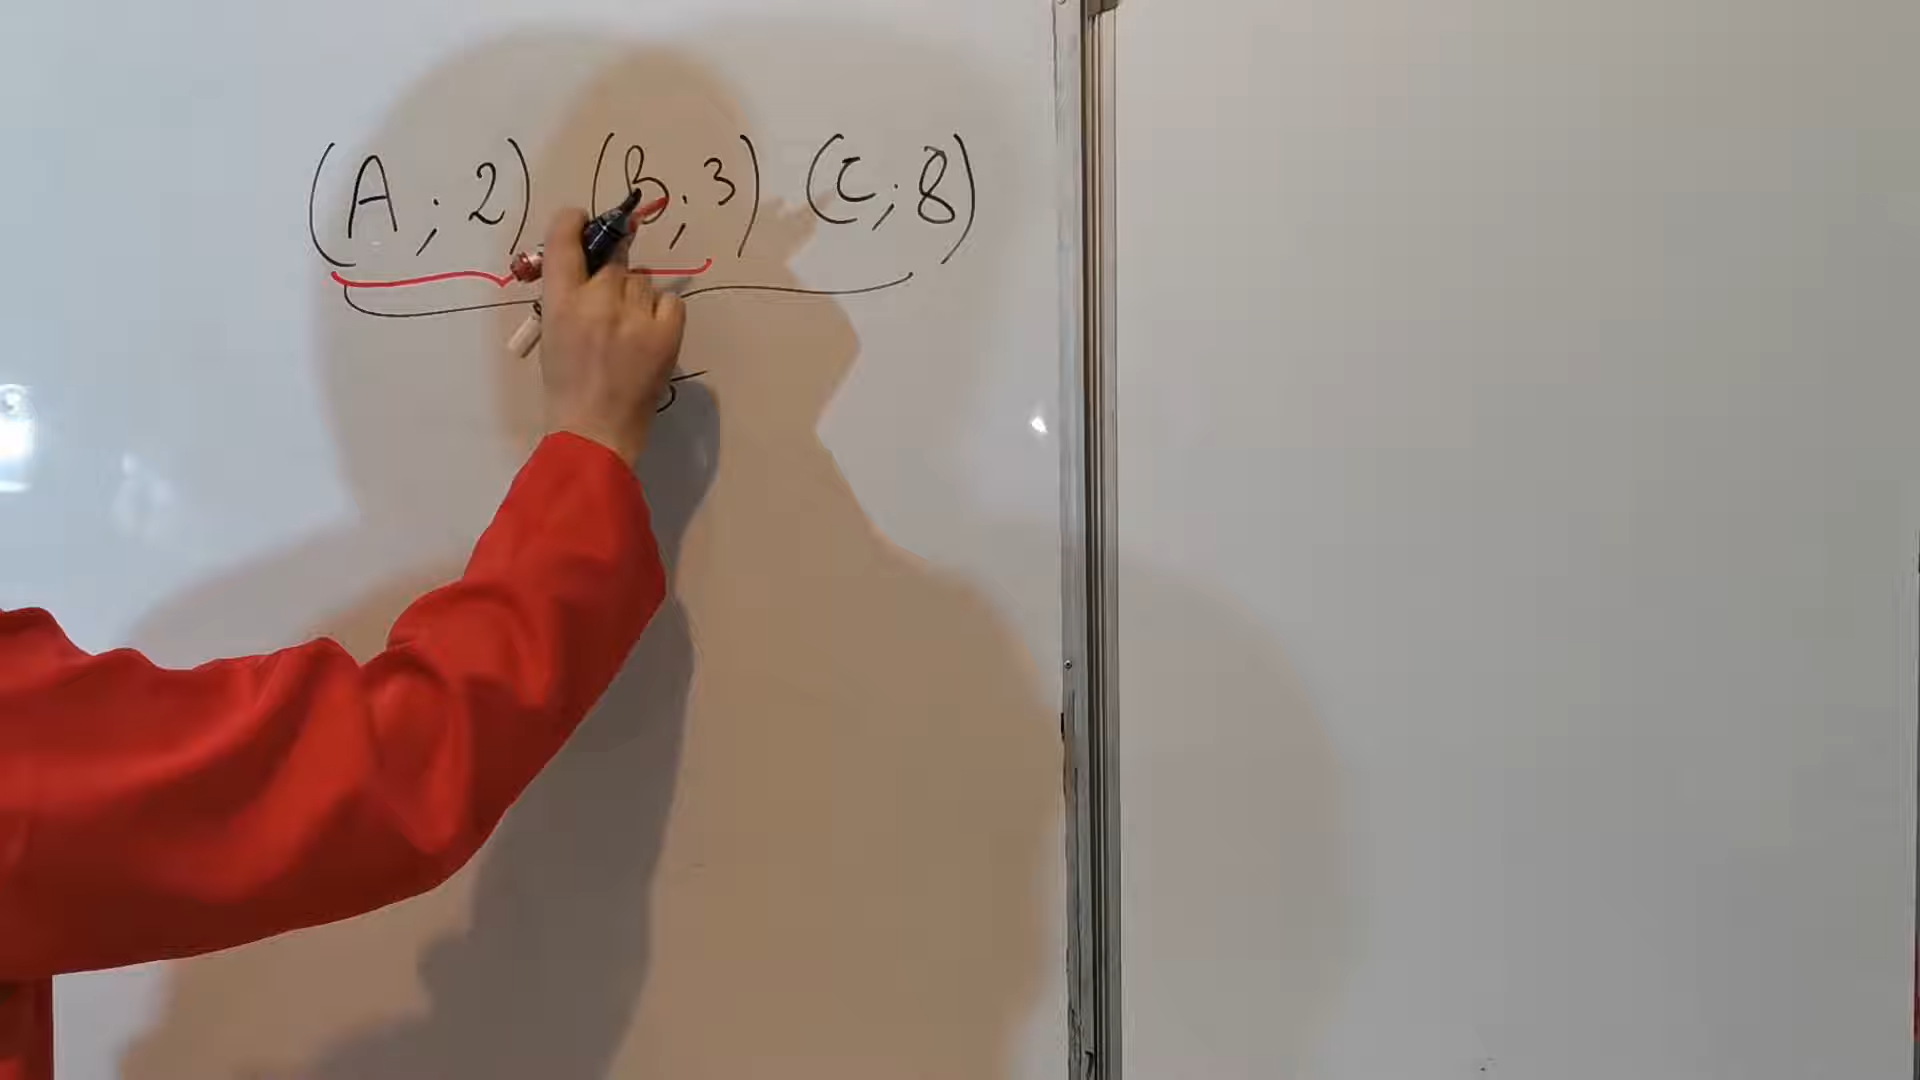 (A ; 2) (B ; 3) (C ; 8)